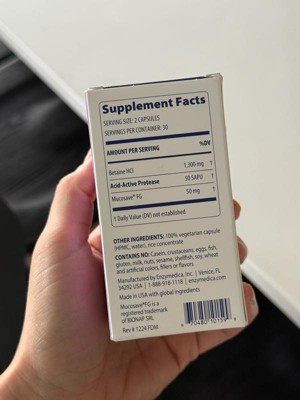 Supplement Facts
SERVING SIZE: 2 CAPSULES
SERVINGS PER CONTAINER: 30
AMOUNT PER SERVING %DV
Betaine HCl 1,300 mg †
Acid-Active Protease 50 SAPU †
Mucosave® FG 30 mg †
† Daily Value (DV) not established
OTHER INGREDIENTS: 100% vegetarian capsule
(HPMC, water), rice concentrate
CONTAINS NO: Casein, crustaceans, eggs, fish,
gluten, milk, nuts, sesame, shellfish, soy, wheat
and artificial colors, fillers or flavors
Manufactured by Enzymedica, Inc. | Venice, FL
34292 USA | 1-888-918-1118 | enzymedica.com
Made in USA with global ingredients
Mucosave® FG is a
registered trademark
of BIONAP SRL
Rev # 1224 FDM